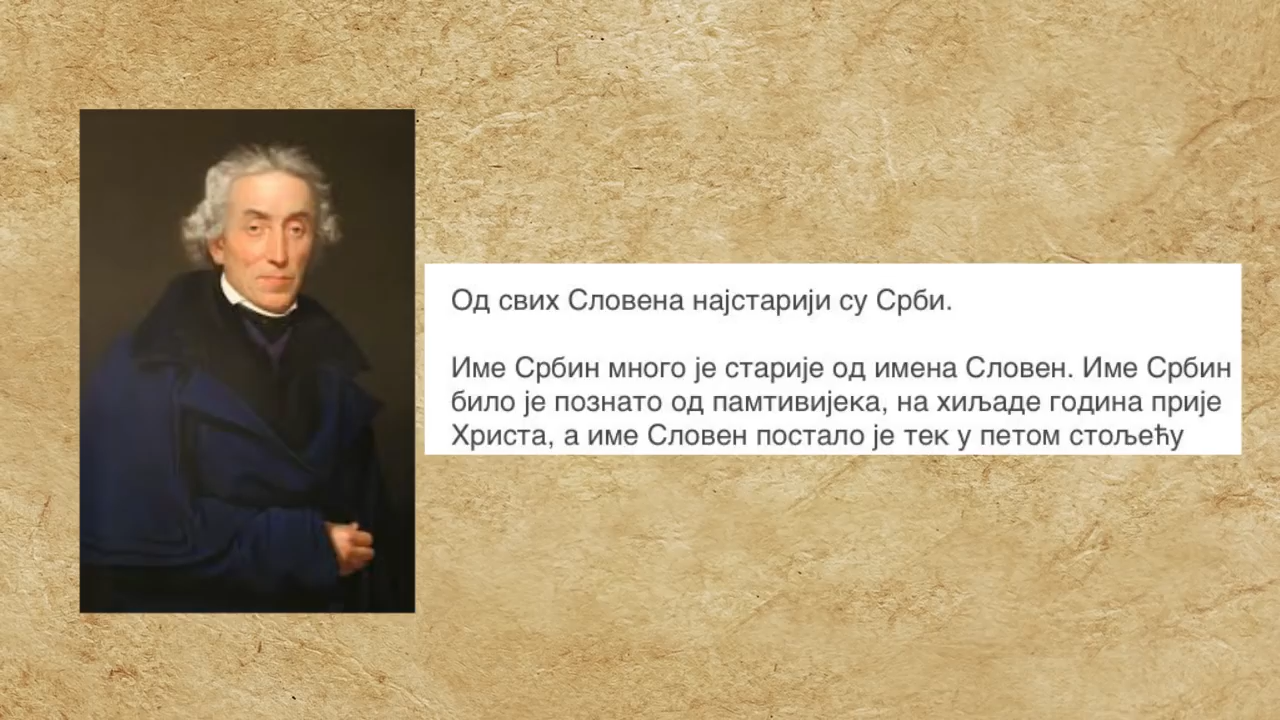 Од свих Словена најстарији су Срби.
Име Србин много је старије од имена Словен. Име Србин
било је познато од памтивијека, на хиљаде година прије
Христа, а име Словен постало је тек у петом стољећу